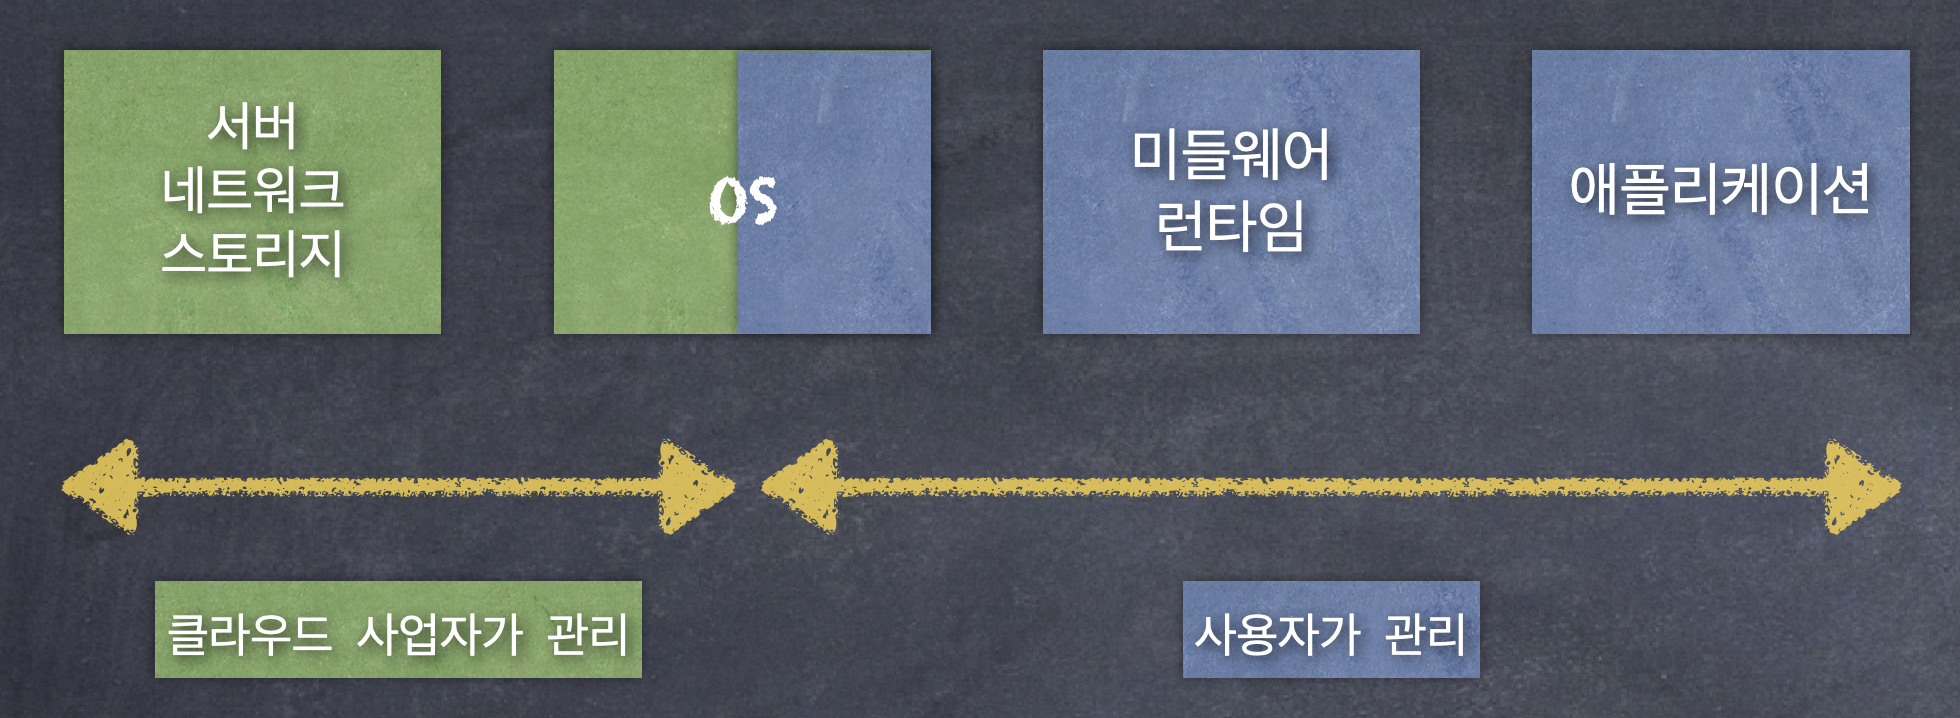 서버
네트워크
스토리지
OS
미들웨어
런타임
애플리케이션
클라우드 사업자가 관리
사용자가 관리